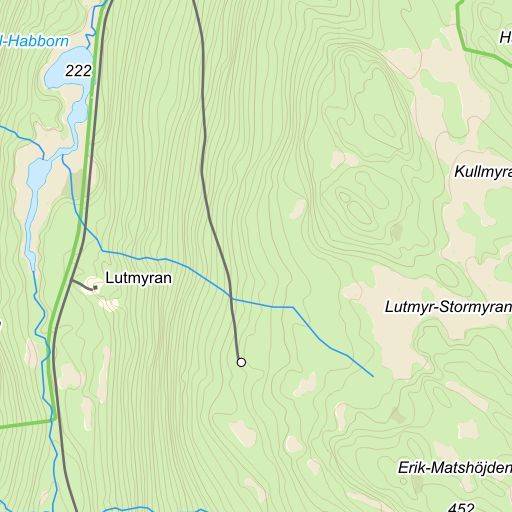 H
l-Habborn
222
Kullmyra
Lutmyran
Lutmyr-Stormyran
Erik-Matshöjden
452